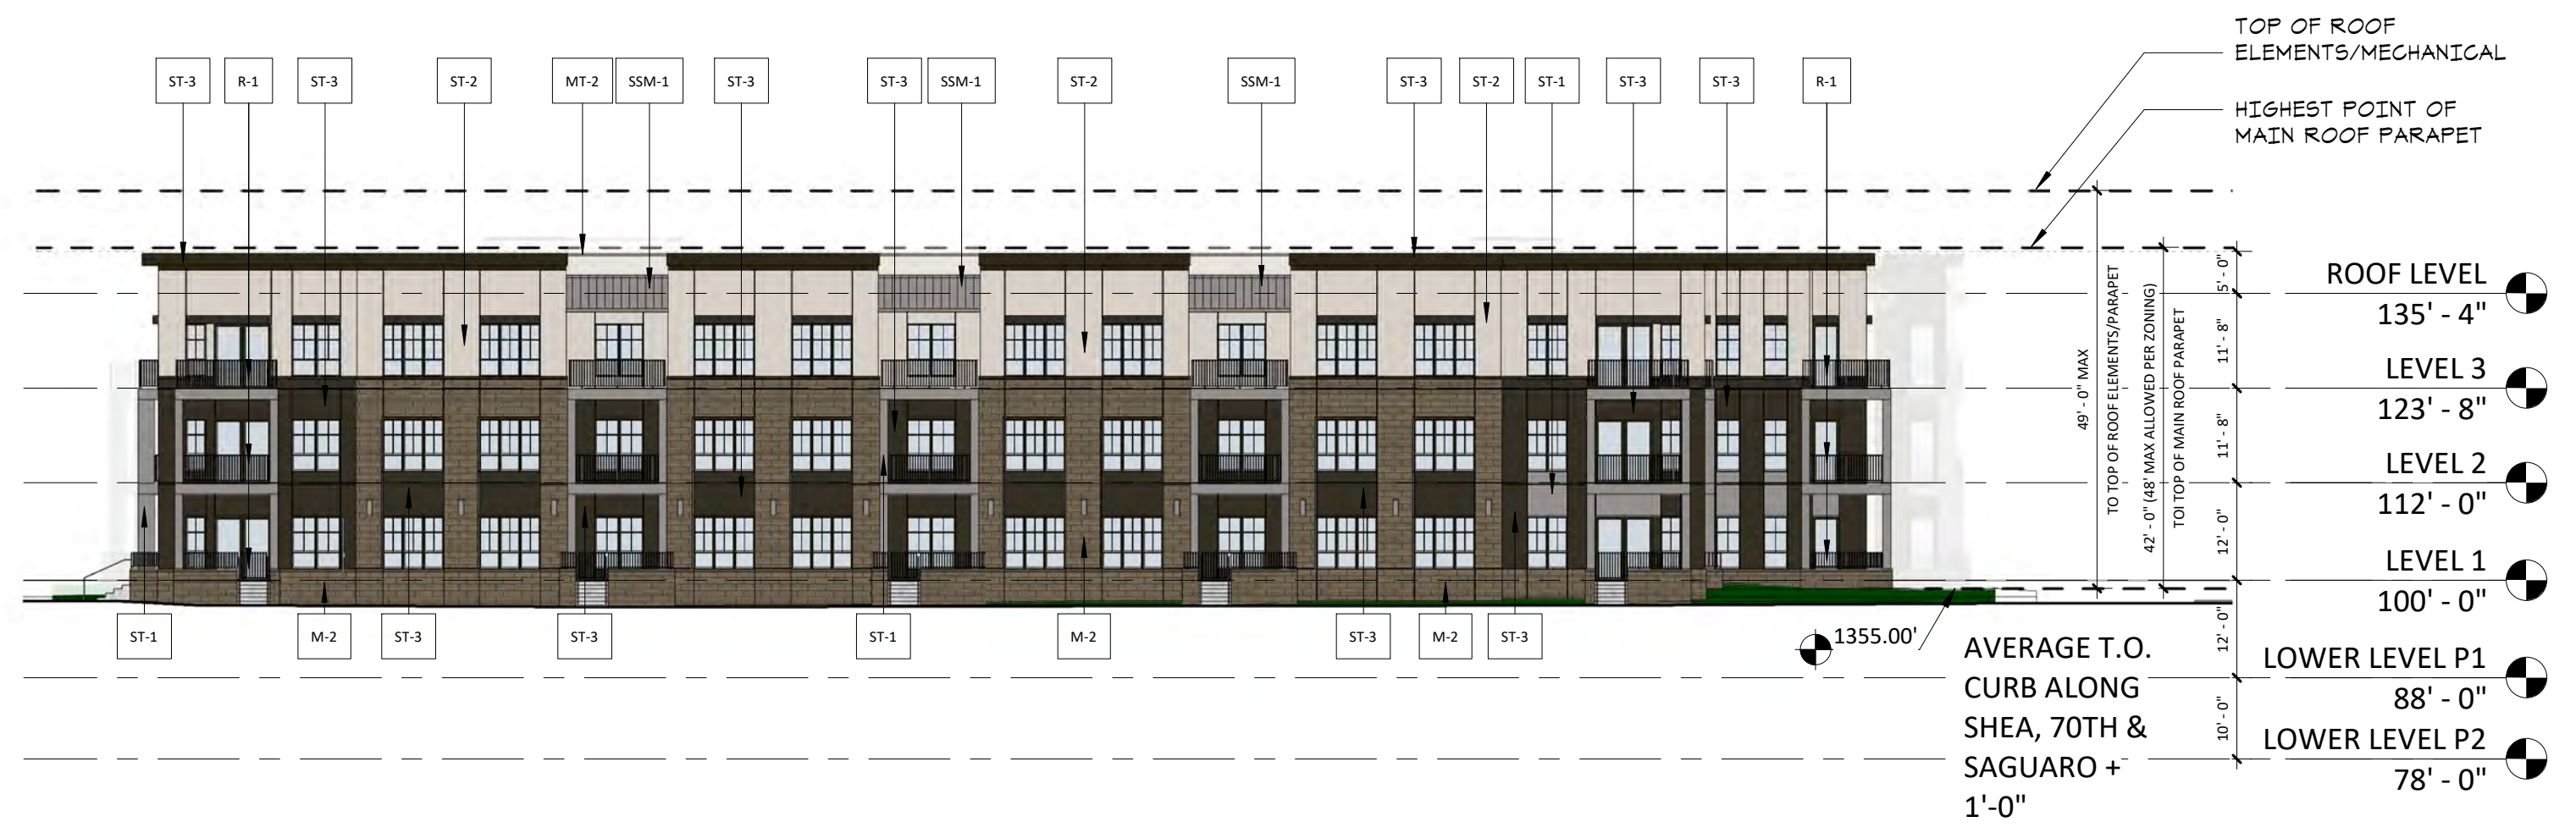 TOP OF ROOF
ELEMENTS/MECHANICAL
HIGHEST POINT OF
MAIN ROOF PARAPET
ST-3
R-1
ST-3
ST-2
MT-2
SSM-1
ST-3
ST-3
SSM-1
ST-2
SSM-1
ST-3
ST-2
ST-1
ST-3
ST-3
R-1
49' - 0" MAX
TO TOP OF ROOF ELEMENTS/PARAPET
42' - 0" (48' MAX ALLOWED PER ZONING)
TOI TOP OF MAIN ROOF PARAPET
5' - 0"
11' - 8"
11' - 8"
12' - 0"
12' - 0"
10' - 0"
ROOF LEVEL
135' - 4"
LEVEL 3
123' - 8"
LEVEL 2
112' - 0"
LEVEL 1
100' - 0"
LOWER LEVEL P1
88' - 0"
LOWER LEVEL P2
78' - 0"
ST-1
M-2
ST-3
ST-3
ST-1
M-2
ST-3
M-2
ST-3
1355.00'
AVERAGE T.O.
CURB ALONG
SHEA, 70TH &
SAGUARO +
1'-0"